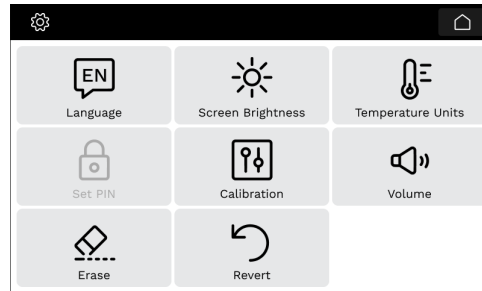 EN
Language
Screen Brightness
Temperature Units
Set PIN
Calibration
Volume
Erase
Revert